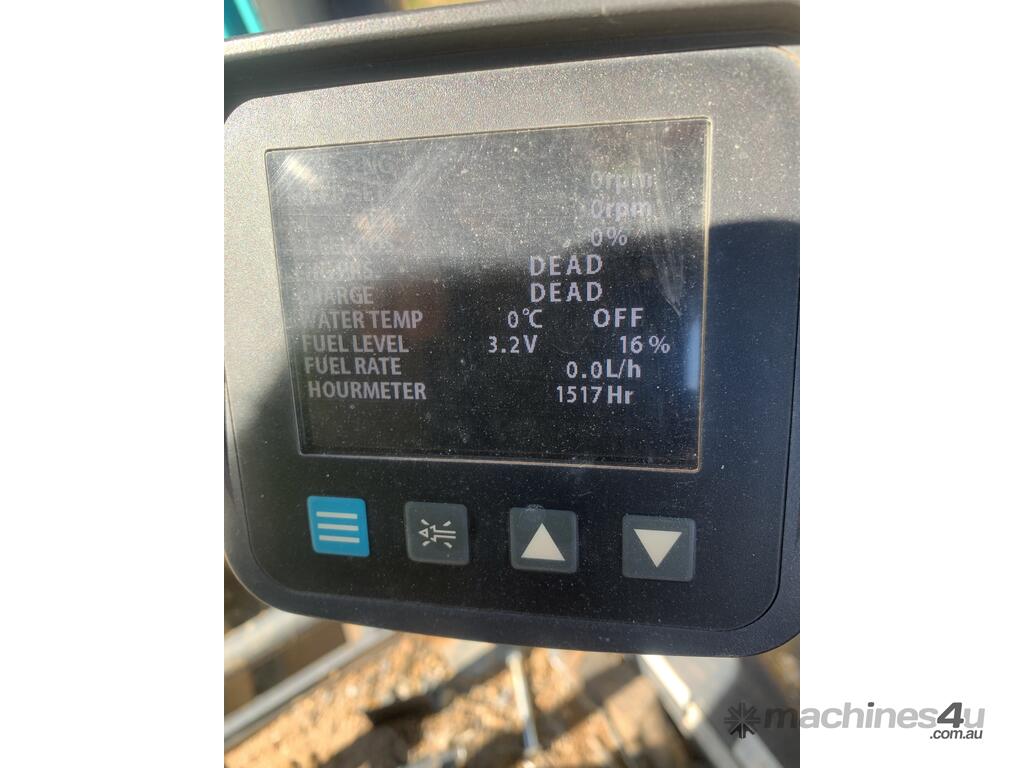 0rpm
0rpm
0%
DEAD
CHARGE DEAD
WATER TEMP 0℃ OFF
FUEL LEVEL 3.2V 16%
FUEL RATE 0.0L/h
HOURMETER 1517Hr
machines4u
.com.au